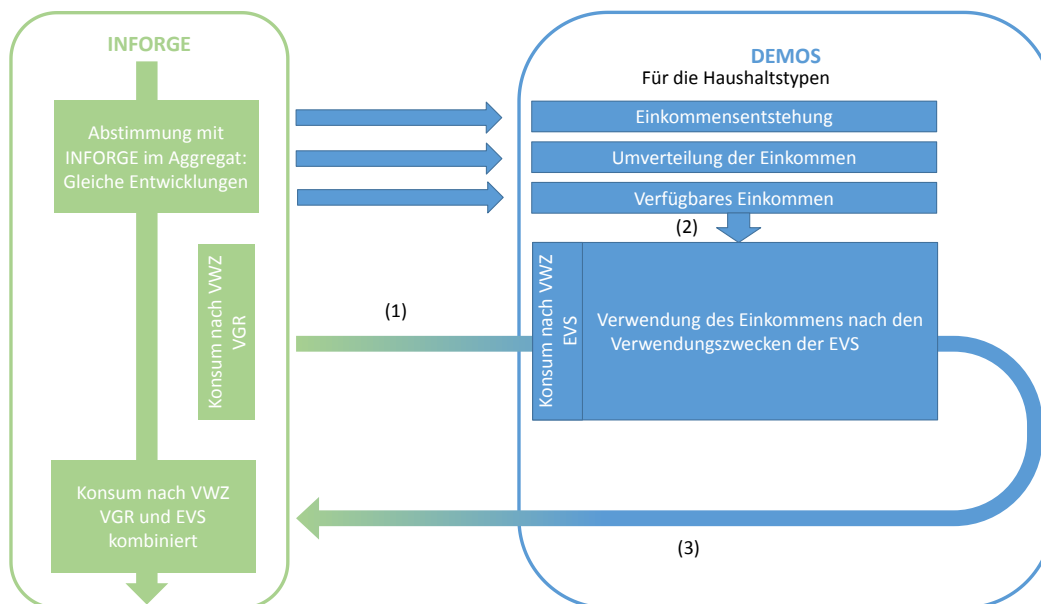 INFORGE
Abstimmung mit
INFORGE im Aggregat:
Gleiche Entwicklungen
Konsum nach VWZ
VGR
Konsum nach VWZ
VGR und EVS
kombiniert
(1)
DEMOS
Für die Haushaltstypen
Einkommensentstehung
Umverteilung der Einkommen
Verfügbares Einkommen
(2)
Konsum nach VWZ
EVS
Verwendung des Einkommens nach den
Verwendungszwecken der EVS
(3)